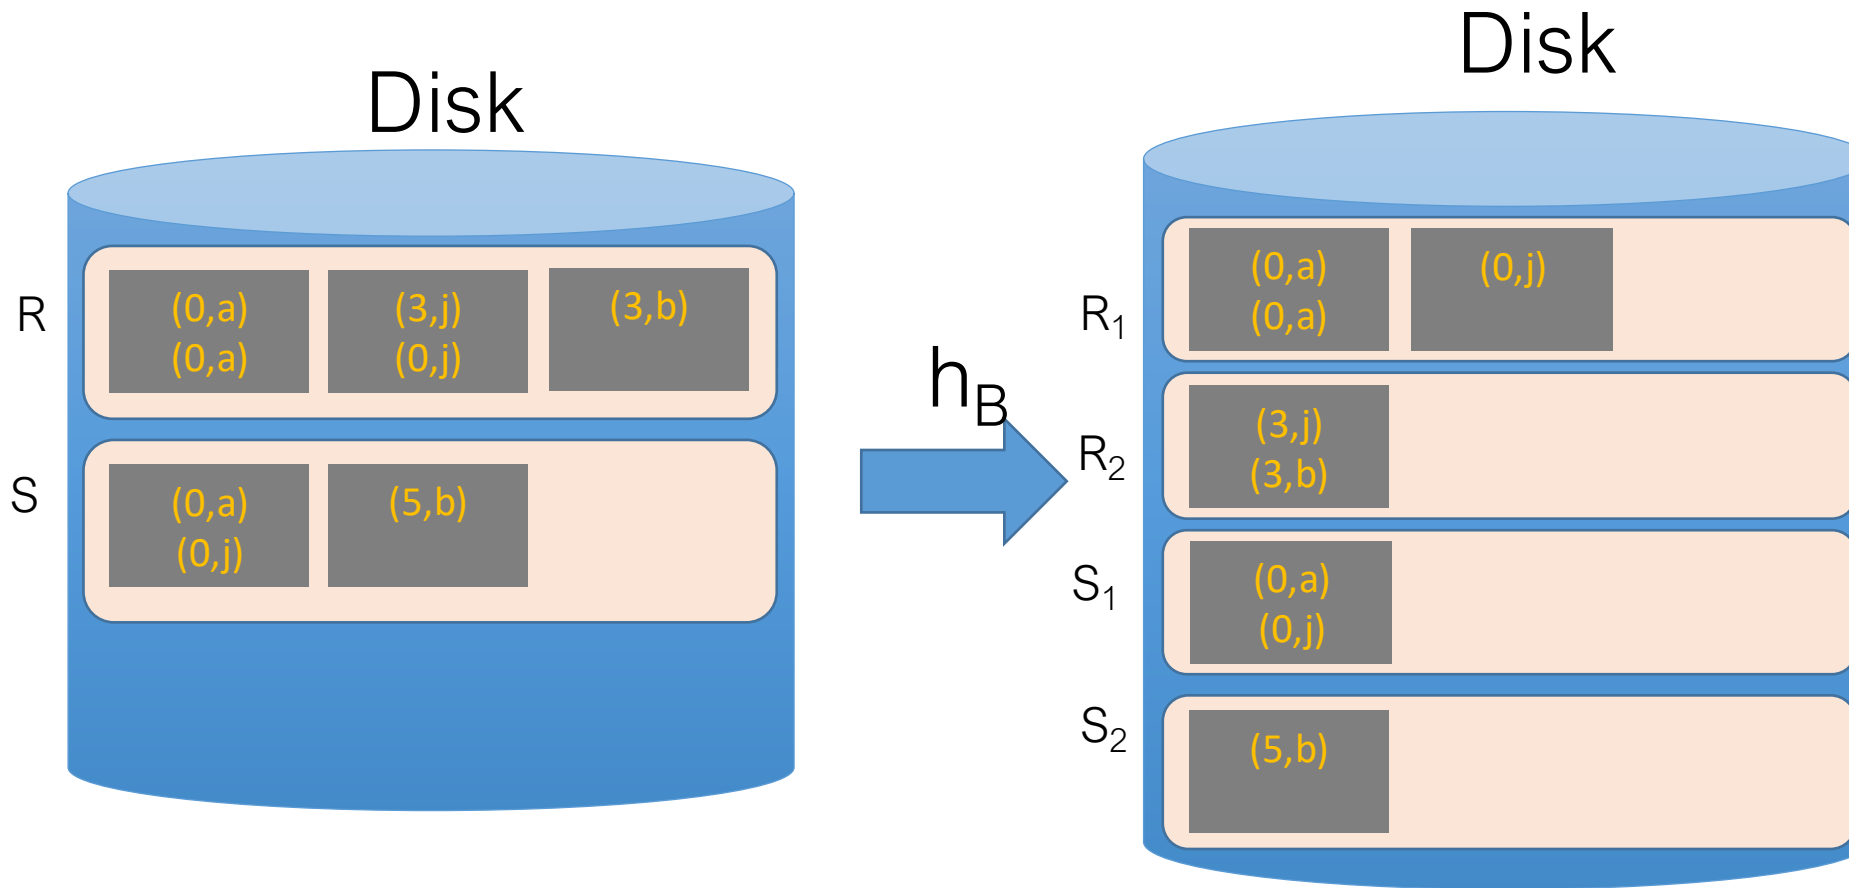 Disk
R
(0,a)
(0,a)
(3,j)
(0,j)
(3,b)
S
(0,a)
(0,j)
(5,b)
h_B
Disk
R₁
(0,a)
(0,a)
(0,j)
R₂
(3,j)
(3,b)
S₁
(0,a)
(0,j)
S₂
(5,b)